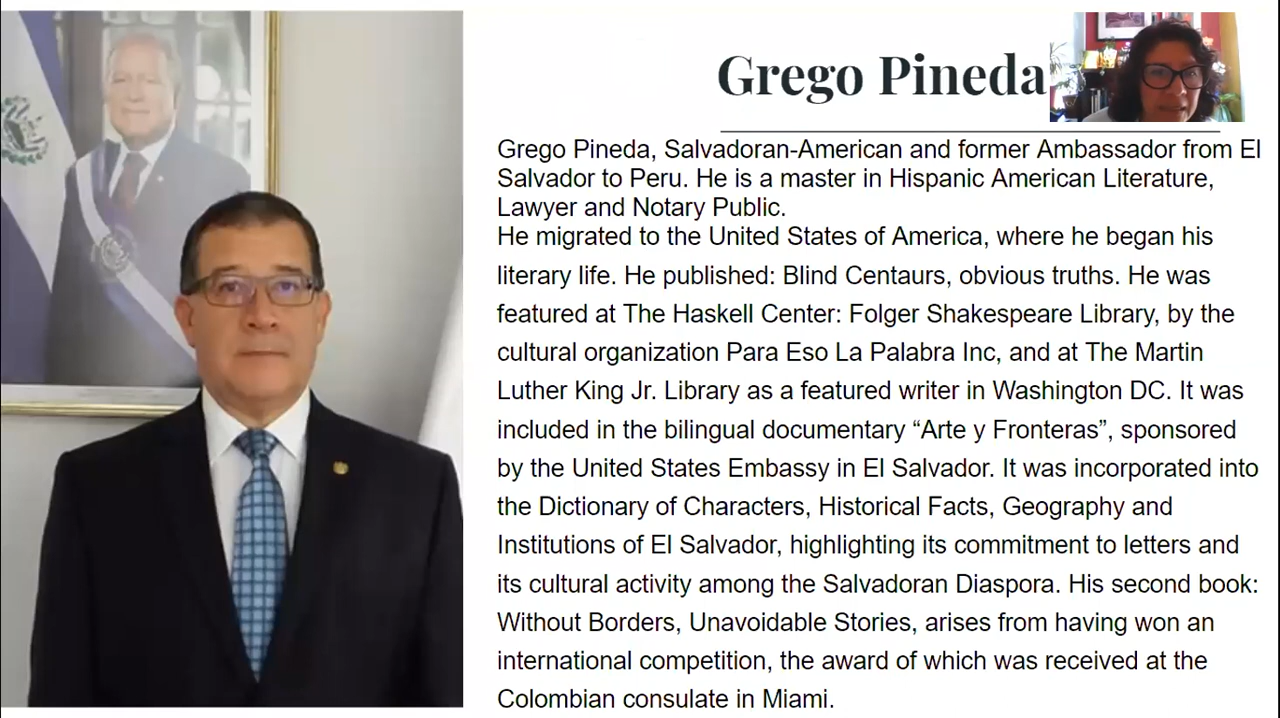 Grego Pineda
Grego Pineda, Salvadoran-American and former Ambassador from El
Salvador to Peru. He is a master in Hispanic American Literature,
Lawyer and Notary Public.
He migrated to the United States of America, where he began his
literary life. He published: Blind Centaurs, obvious truths. He was
featured at The Haskell Center: Folger Shakespeare Library, by the
cultural organization Para Eso La Palabra Inc, and at The Martin
Luther King Jr. Library as a featured writer in Washington DC. It was
included in the bilingual documentary “Arte y Fronteras”, sponsored
by the United States Embassy in El Salvador. It was incorporated into
the Dictionary of Characters, Historical Facts, Geography and
Institutions of El Salvador, highlighting its commitment to letters and
its cultural activity among the Salvadoran Diaspora. His second book:
Without Borders, Unavoidable Stories, arises from having won an
international competition, the award of which was received at the
Colombian consulate in Miami.